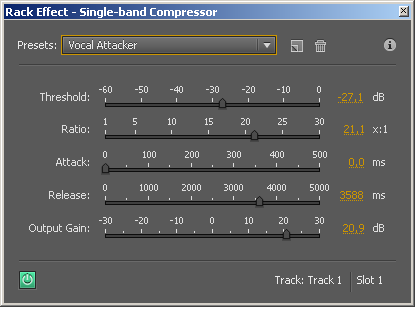 Rack Effect - Single-band Compressor
Presets: Vocal Attacker
-60 -50 -40 -30 -20 -10 0
Threshold: -27,1 dB
1 5 10 15 20 25 30
Ratio: 21,1 x:1
0 100 200 300 400 500
Attack: 0,0 ms
0 1000 2000 3000 4000 5000
Release: 3588 ms
-30 -20 -10 0 10 20 30
Output Gain: 20,9 dB
Track: Track 1 Slot 1